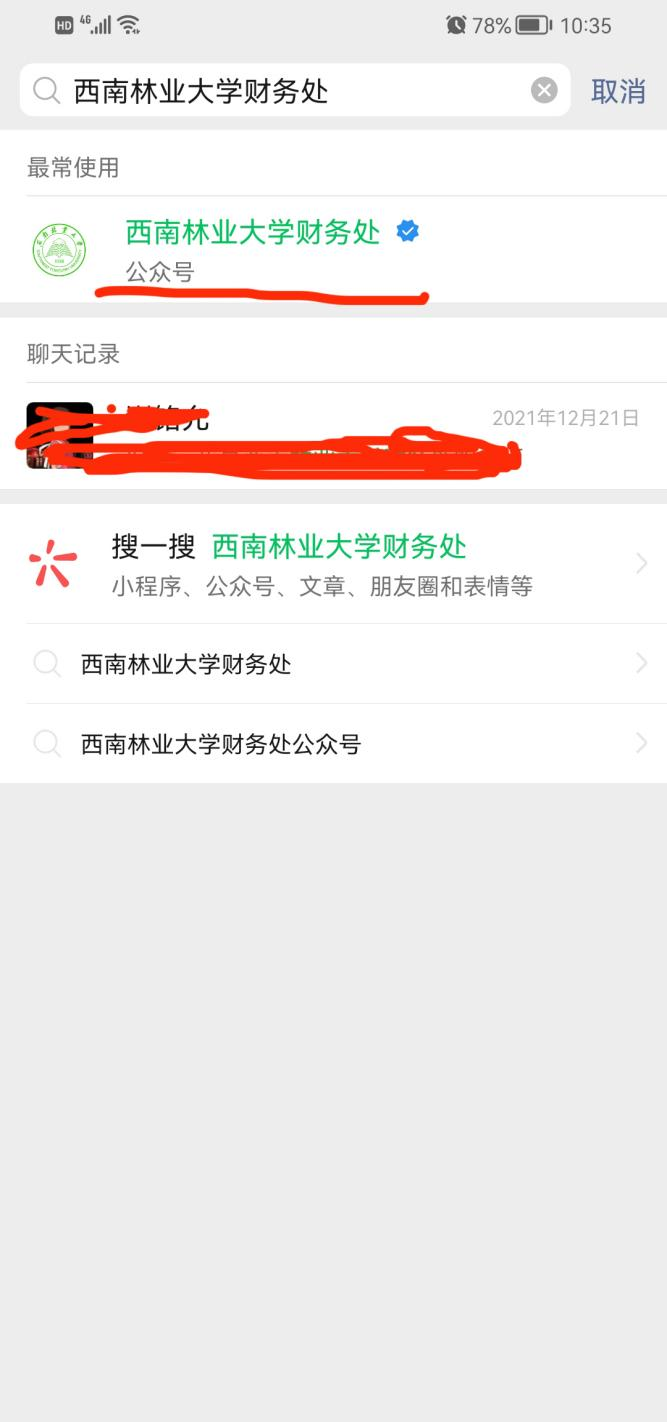 HD 4G 78% 10:35
西南林业大学财务处 取消
最常使用
西南林业大学财务处
公众号
聊天记录
2021年12月21日
搜一搜 西南林业大学财务处
小程序、公众号、文章、朋友圈和表情等
西南林业大学财务处
西南林业大学财务处公众号